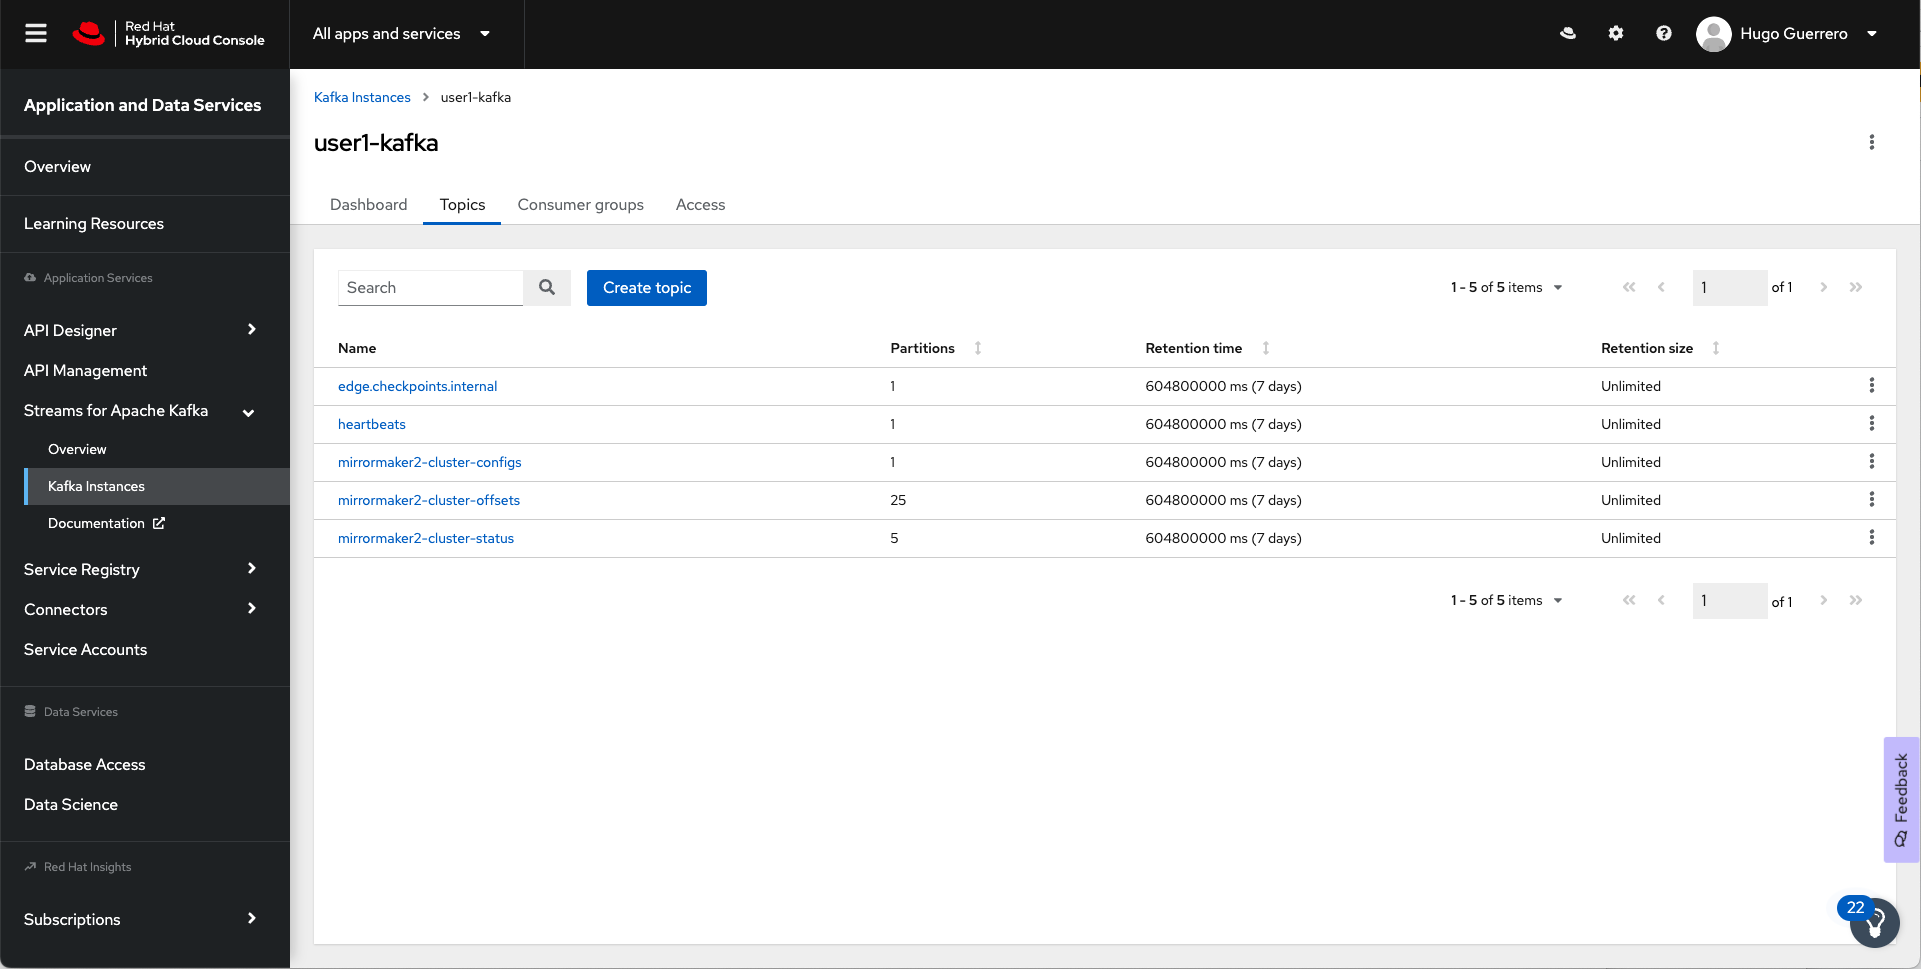 Red Hat
Hybrid Cloud Console
All apps and services
Hugo Guerrero
Application and Data Services
Overview
Learning Resources
Application Services
API Designer
API Management
Streams for Apache Kafka
Overview
Kafka Instances
Documentation
Service Registry
Connectors
Service Accounts
Data Services
Database Access
Data Science
Red Hat Insights
Subscriptions
Kafka Instances > user1-kafka
user1-kafka
Dashboard Topics Consumer groups Access
Search Create topic 1 - 5 of 5 items 1 of 1
Name Partitions Retention time Retention size
edge.checkpoints.internal 1 604800000 ms (7 days) Unlimited
heartbeats 1 604800000 ms (7 days) Unlimited
mirrormaker2-cluster-configs 1 604800000 ms (7 days) Unlimited
mirrormaker2-cluster-offsets 25 604800000 ms (7 days) Unlimited
mirrormaker2-cluster-status 5 604800000 ms (7 days) Unlimited
1 - 5 of 5 items 1 of 1
Feedback
22